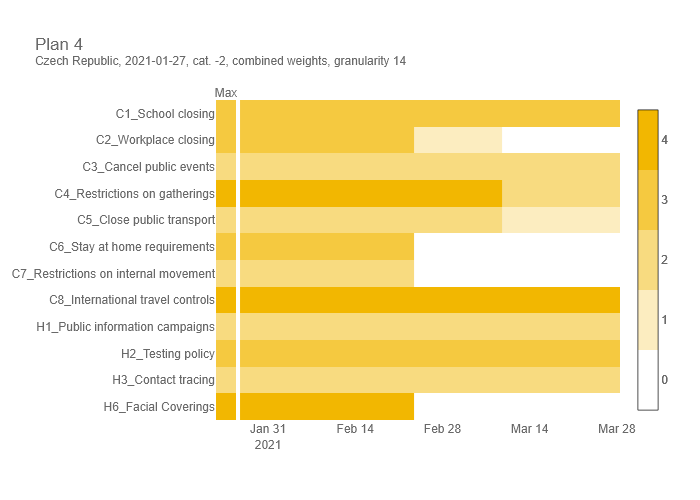 Plan 4
Czech Republic, 2021-01-27, cat. -2, combined weights, granularity 14
Max
C1_School closing
C2_Workplace closing
C3_Cancel public events
C4_Restrictions on gatherings
C5_Close public transport
C6_Stay at home requirements
C7_Restrictions on internal movement
C8_International travel controls
H1_Public information campaigns
H2_Testing policy
H3_Contact tracing
H6_Facial Coverings
Jan 31 Feb 14 Feb 28 Mar 14 Mar 28
2021
4
3
2
1
0